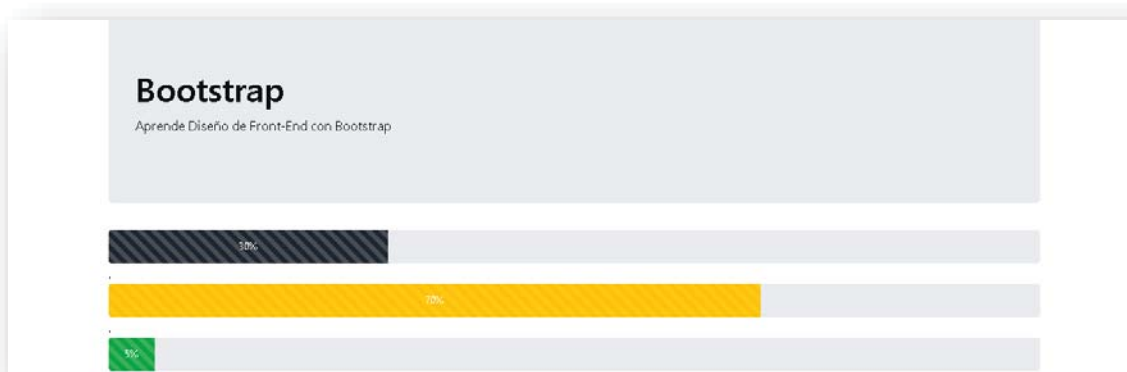 Bootstrap
Aprende Diseño de Front-End con Bootstrap
30%
.
70%
.
5%